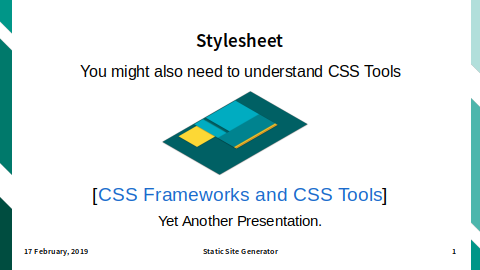 Stylesheet
You might also need to understand CSS Tools
[CSS Frameworks and CSS Tools]
Yet Another Presentation.
17 February, 2019
Static Site Generator
1